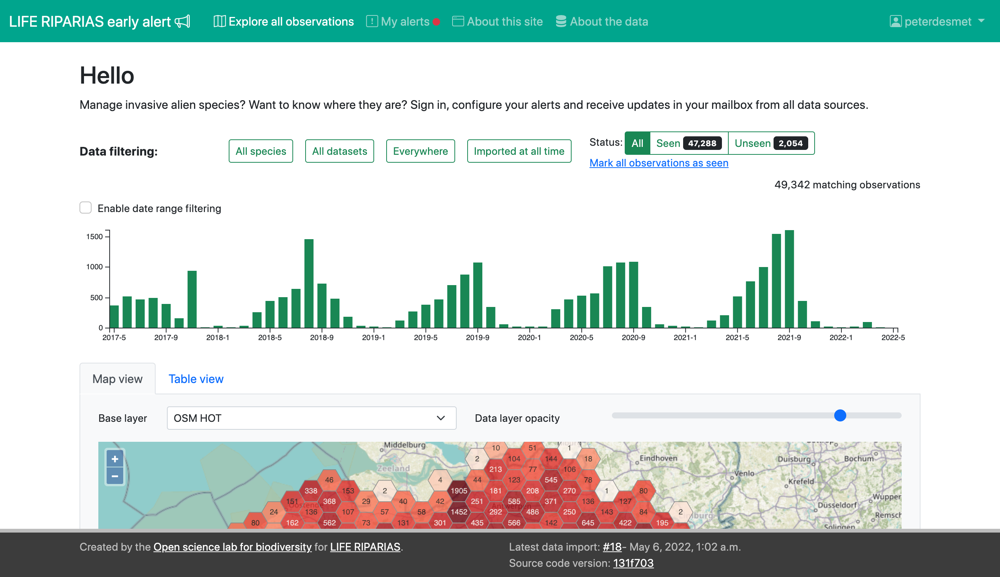 LIFE RIPARIAS early alert Explore all observations My alerts About this site About the data peterdesmet
Hello
Manage invasive alien species? Want to know where they are? Sign in, configure your alerts and receive updates in your mailbox from all data sources.
Data filtering: All species All datasets Everywhere Imported at all time Status: All Seen 47,288 Unseen 2,054
Mark all observations as seen
49,342 matching observations
Enable date range filtering
1500
1000
500
0
2017-5 2017-9 2018-1 2018-5 2018-9 2019-1 2019-5 2019-9 2020-1 2020-5 2020-9 2021-1 2021-5 2021-9 2022-1 2022-5
Map view Table view
Base layer OSM HOT Data layer opacity
Middelburg 10 51 1
+ 2 104 144 18 Eindhoven Duisburg Bochum
Zeeland 213 77 106 Venlo
− 46 4 44 123 545 78 Krefeld
338 153 2 1905 181 208 270 1 80 Wupper
151 368 29 40 42 251 585 371 136 127 Düsseldorf
Oostende Antwerpen
24 136 107 57 58 1452 292 486 250 143 84 2 Remsch
80 162 562 73 131 301 435 566 142 645 422 195 Solingen
Created by the Open science lab for biodiversity for LIFE RIPARIAS. Latest data import: #18- May 6, 2022, 1:02 a.m.
Source code version: 131f703